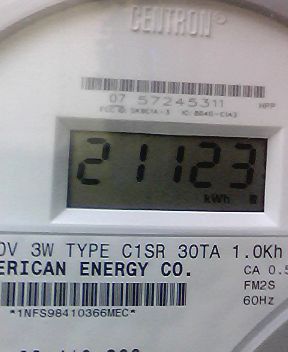 CENTRON
07 57245311
HPP
21123
kWh
0V 3W TYPE C1SR 30TA 1.0Kh
ERICAN ENERGY CO.
CA 0.5
FM2S
60Hz
*1NFS98410366MEC*